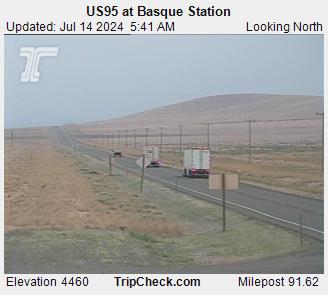 US95 at Basque Station
Updated: Jul 14 2024 5:41 AM Looking North
Elevation 4460 TripCheck.com Milepost 91.62